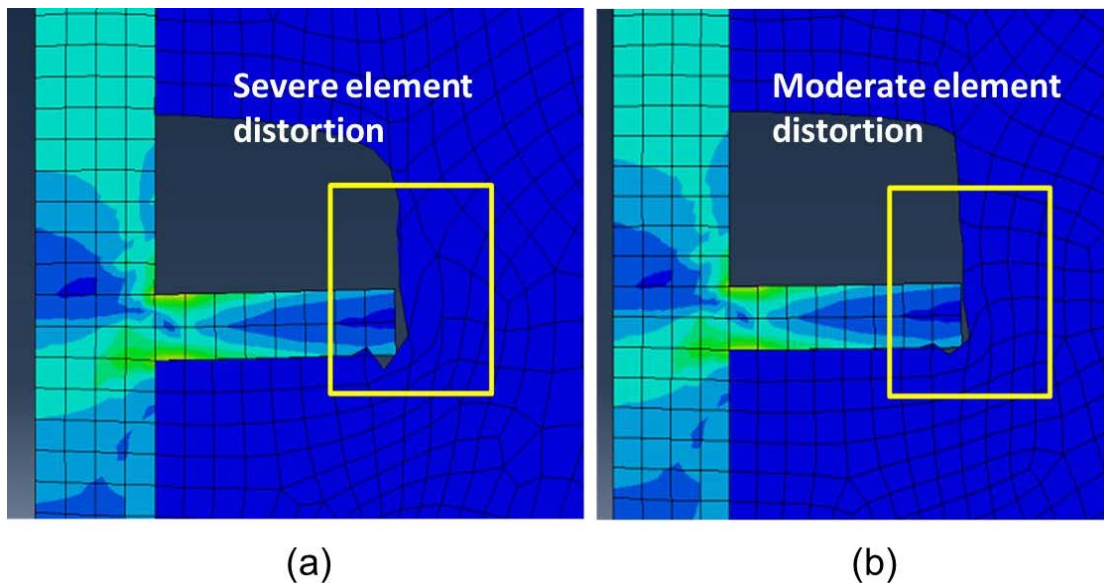 Severe element
distortion
Moderate element
distortion
(a)
(b)